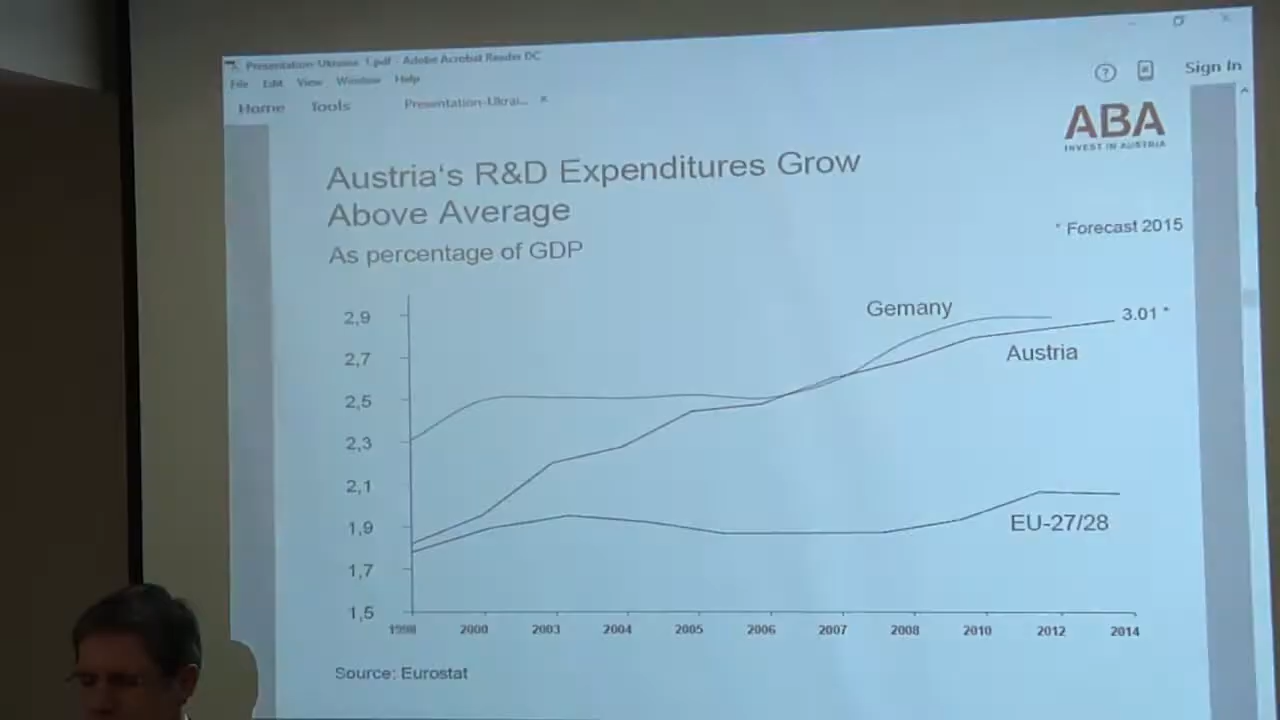 Presentation-Ukraine_1.pdf - Adobe Acrobat Reader DC
File Edit View Window Help
Home Tools Presentation-Ukrai... ×
Sign In
ABA
INVEST IN AUSTRIA
Austria's R&D Expenditures Grow
Above Average
As percentage of GDP
* Forecast 2015
2,9
2,7
2,5
2,3
2,1
1,9
1,7
1,5
Gemany
3.01 *
Austria
EU-27/28
1998 2000 2003 2004 2005 2006 2007 2008 2010 2012 2014
Source: Eurostat